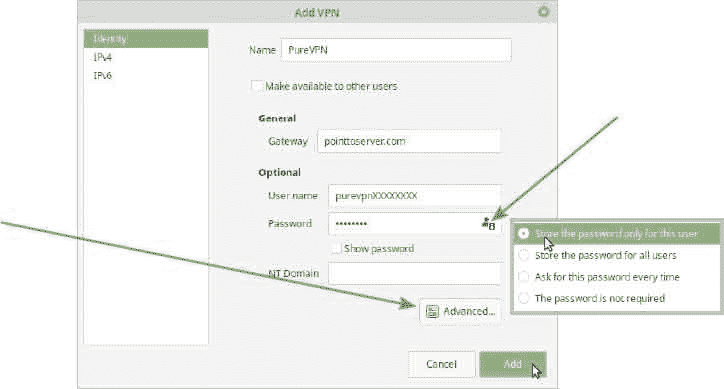 Add VPN
Identity
IPv4
IPv6
Name PureVPN
Make available to other users
General
Gateway pointtoserver.com
Optional
User name purevpnXXXXXXXX
Password ••••••••
Show password
NT Domain
Advanced...
Store the password only for this user
Store the password for all users
Ask for this password every time
The password is not required
Cancel Add